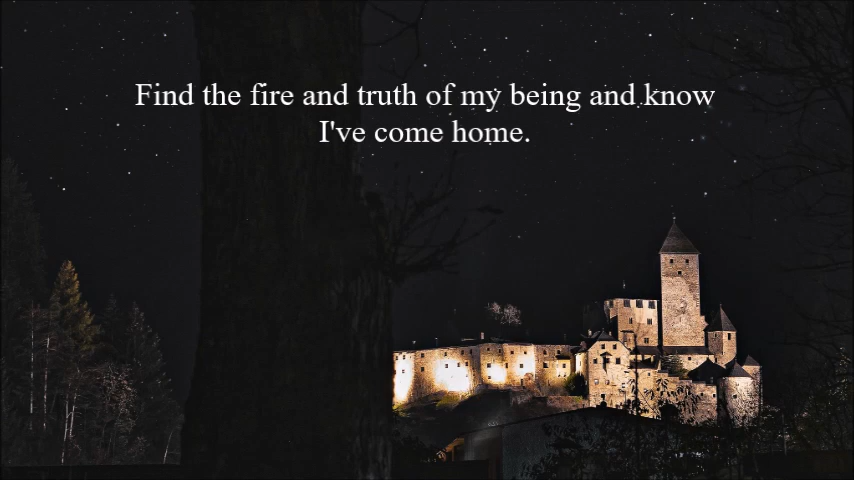 Find the fire and truth of my being and know
I've come home.